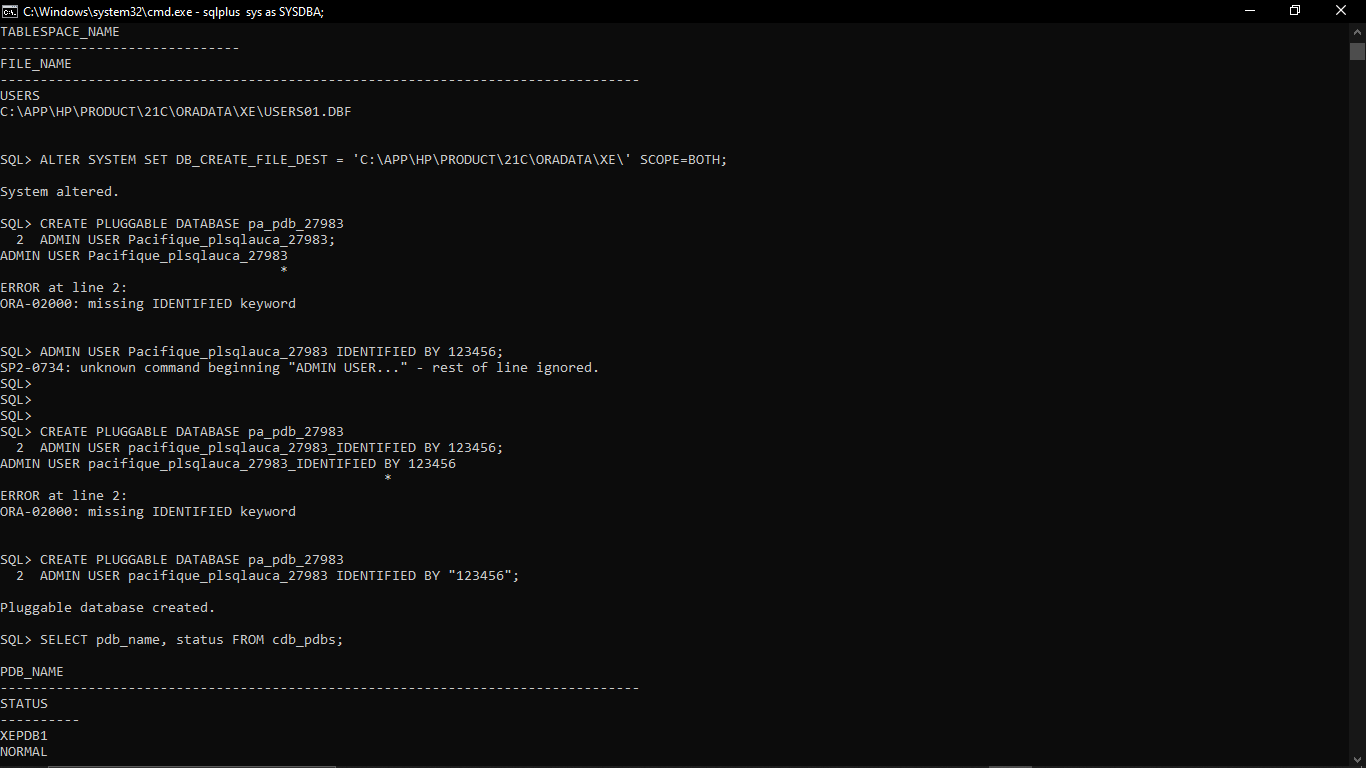 C:\Windows\system32\cmd.exe - sqlplus  sys as SYSDBA;
TABLESPACE_NAME
------------------------------
FILE_NAME
--------------------------------------------------------------------------------
USERS
C:\APP\HP\PRODUCT\21C\ORADATA\XE\USERS01.DBF
SQL> ALTER SYSTEM SET DB_CREATE_FILE_DEST = 'C:\APP\HP\PRODUCT\21C\ORADATA\XE\' SCOPE=BOTH;
System altered.
SQL> CREATE PLUGGABLE DATABASE pa_pdb_27983
  2  ADMIN USER Pacifique_plsqlauca_27983;
ADMIN USER Pacifique_plsqlauca_27983
                                   *
ERROR at line 2:
ORA-02000: missing IDENTIFIED keyword
SQL> ADMIN USER Pacifique_plsqlauca_27983 IDENTIFIED BY 123456;
SP2-0734: unknown command beginning "ADMIN USER..." - rest of line ignored.
SQL>
SQL>
SQL>
SQL> CREATE PLUGGABLE DATABASE pa_pdb_27983
  2  ADMIN USER pacifique_plsqlauca_27983_IDENTIFIED BY 123456;
ADMIN USER pacifique_plsqlauca_27983_IDENTIFIED BY 123456
                                                *
ERROR at line 2:
ORA-02000: missing IDENTIFIED keyword
SQL> CREATE PLUGGABLE DATABASE pa_pdb_27983
  2  ADMIN USER pacifique_plsqlauca_27983 IDENTIFIED BY "123456";
Pluggable database created.
SQL> SELECT pdb_name, status FROM cdb_pdbs;
PDB_NAME
--------------------------------------------------------------------------------
STATUS
----------
XEPDB1
NORMAL